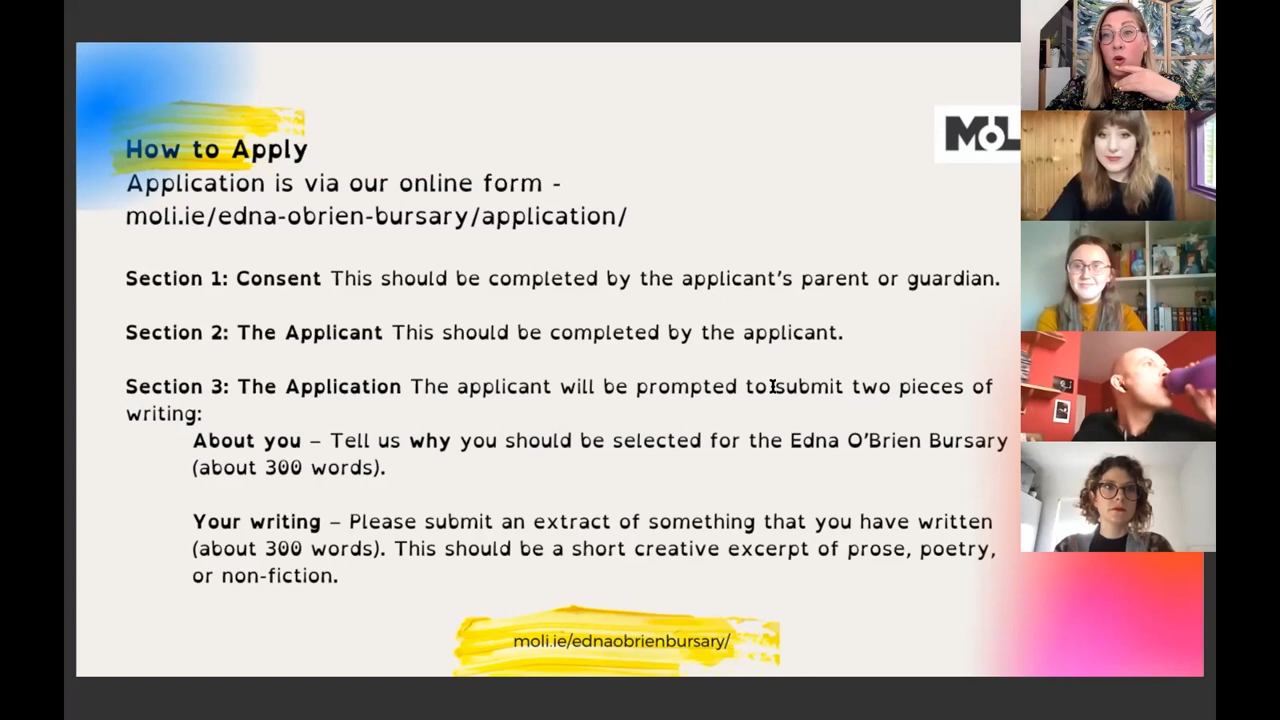 How to Apply
MoL
Application is via our online form -
moli.ie/edna-obrien-bursary/application/
Section 1: Consent This should be completed by the applicant's parent or guardian.
Section 2: The Applicant This should be completed by the applicant.
Section 3: The Application The applicant will be prompted to submit two pieces of
writing:
About you – Tell us why you should be selected for the Edna O'Brien Bursary
(about 300 words).
Your writing – Please submit an extract of something that you have written
(about 300 words). This should be a short creative excerpt of prose, poetry,
or non-fiction.
moli.ie/ednaobrienbursary/